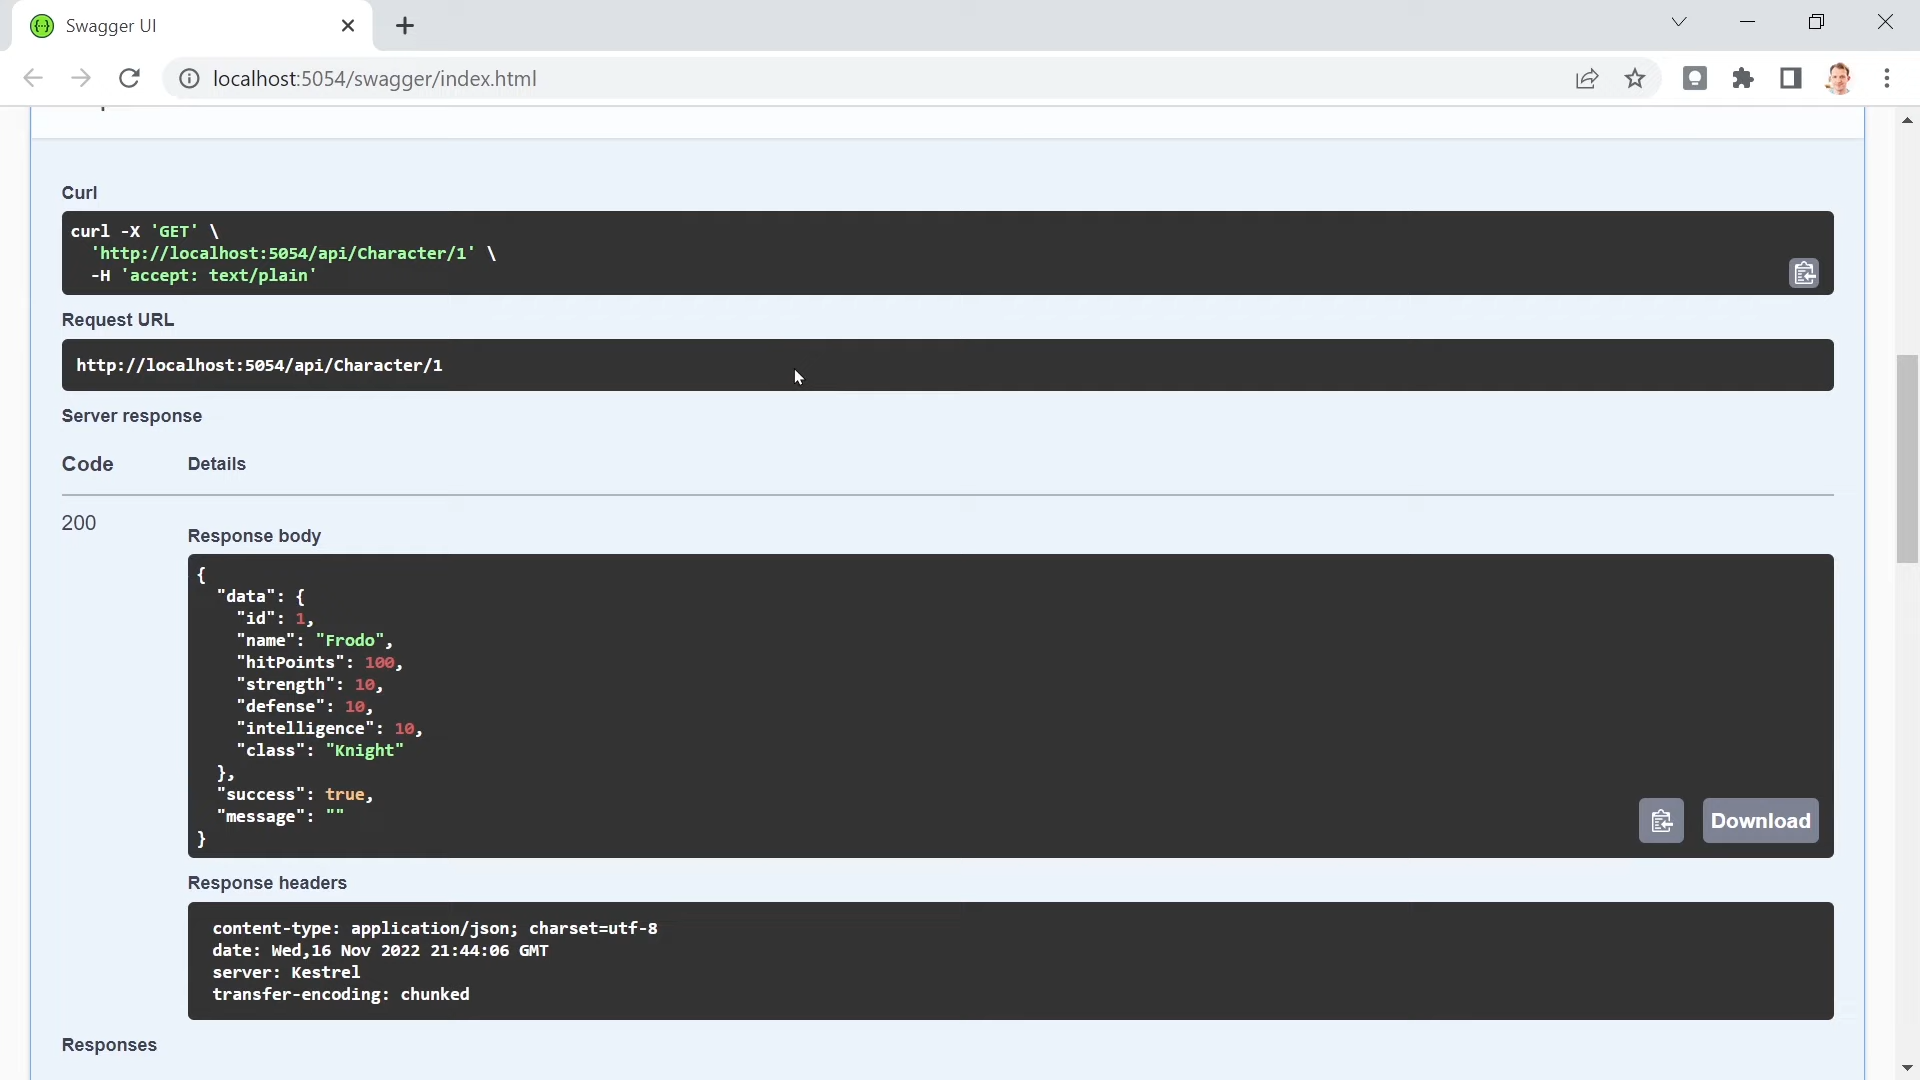 Swagger UI
localhost:5054/swagger/index.html
Curl
curl -X 'GET' \
'http://localhost:5054/api/Character/1' \
-H 'accept: text/plain'
Request URL
http://localhost:5054/api/Character/1
Server response
Code Details
200
Response body
{
"data": {
"id": 1,
"name": "Frodo",
"hitPoints": 100,
"strength": 10,
"defense": 10,
"intelligence": 10,
"class": "Knight"
},
"success": true,
"message": ""
}
Download
Response headers
content-type: application/json; charset=utf-8
date: Wed,16 Nov 2022 21:44:06 GMT
server: Kestrel
transfer-encoding: chunked
Responses